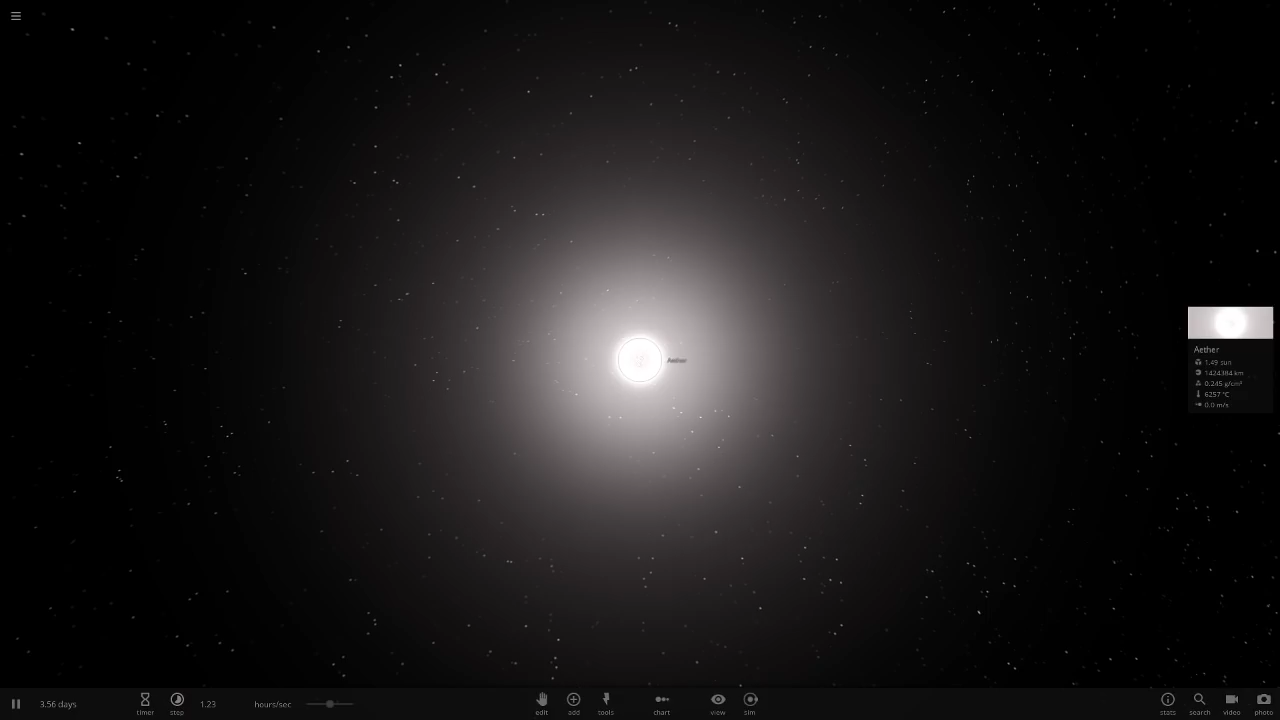 Aether
Aether
1.49 sun
1424384 km
0.245 g/cm³
6257 °C
0.0 m/s
3.56 days
timer
step
1.23
hours/sec
edit
add
tools
chart
view
sim
stats
search
video
photo